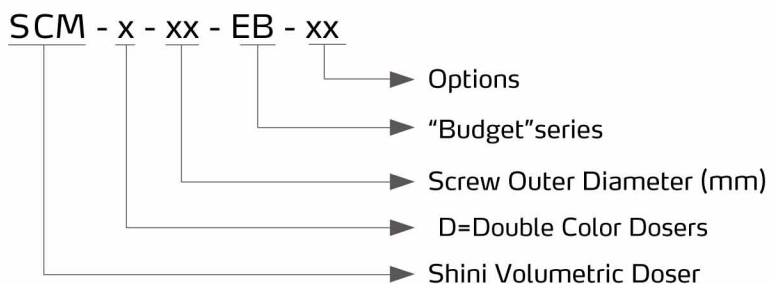 SCM - x - xx - EB - xx
Options
“Budget”series
Screw Outer Diameter (mm)
D=Double Color Dosers
Shini Volumetric Doser